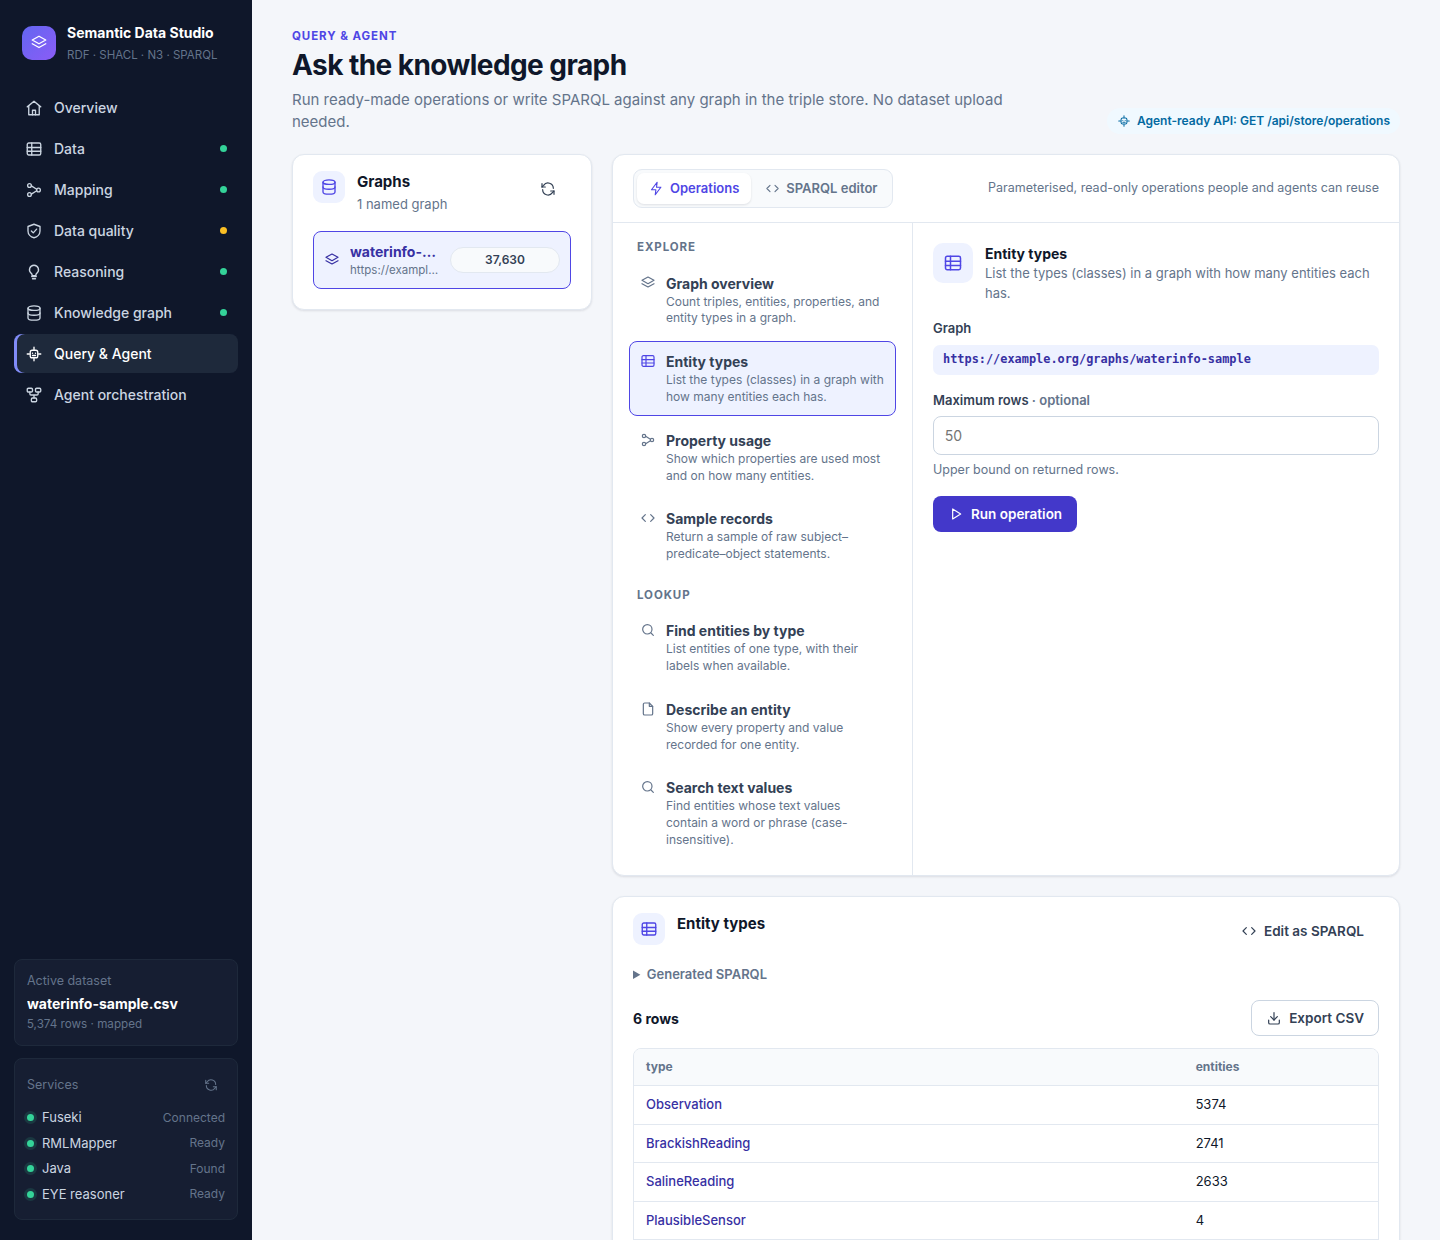 Semantic Data Studio
RDF · SHACL · N3 · SPARQL
Overview
Data
Mapping
Data quality
Reasoning
Knowledge graph
Query & Agent
Agent orchestration
Active dataset
waterinfo-sample.csv
5,374 rows · mapped
Services
Fuseki Connected
RMLMapper Ready
Java Found
EYE reasoner Ready
QUERY & AGENT
Ask the knowledge graph
Run ready-made operations or write SPARQL against any graph in the triple store. No dataset upload
needed.
Agent-ready API: GET /api/store/operations
Graphs
1 named graph
waterinfo-...
https://exampl...
37,630
Operations
SPARQL editor
Parameterised, read-only operations people and agents can reuse
EXPLORE
Graph overview
Count triples, entities, properties, and
entity types in a graph.
Entity types
List the types (classes) in a graph with
how many entities each has.
Property usage
Show which properties are used most
and on how many entities.
Sample records
Return a sample of raw subject–
predicate–object statements.
LOOKUP
Find entities by type
List entities of one type, with their
labels when available.
Describe an entity
Show every property and value
recorded for one entity.
Search text values
Find entities whose text values
contain a word or phrase (case-
insensitive).
Entity types
List the types (classes) in a graph with how many entities each
has.
Graph
https://example.org/graphs/waterinfo-sample
Maximum rows · optional
50
Upper bound on returned rows.
Run operation
Entity types
Edit as SPARQL
Generated SPARQL
6 rows
Export CSV
type entities
Observation 5374
BrackishReading 2741
SalineReading 2633
PlausibleSensor 4